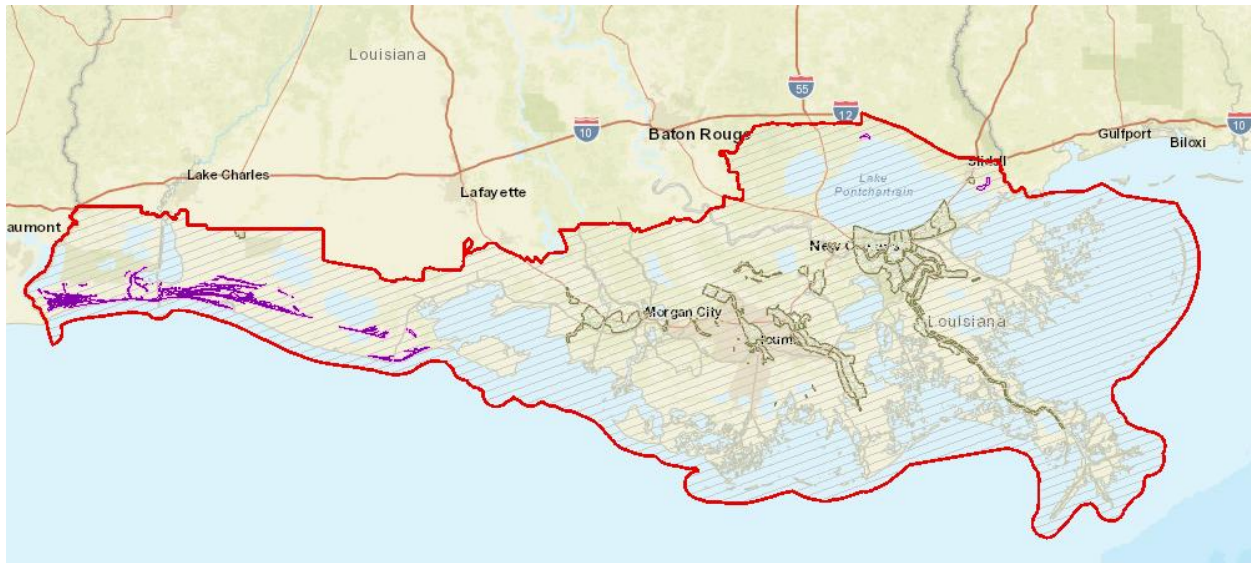 Louisiana
55
12
10
Baton Rouge
Gulfport
10
Biloxi
Slidell
Lake Charles
Lake
Pontchartrain
Lafayette
aumont
New
Morgan City
Louisiana